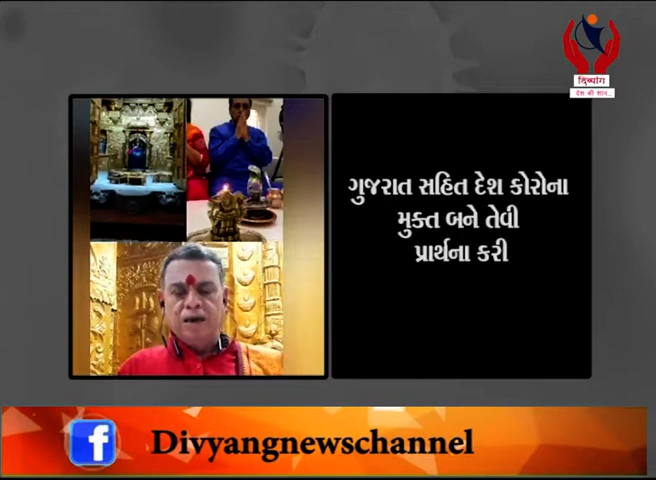 दिव्यांग
देश की शान..
ગુજરાત સહિત દેશ કોરોના
મુક્ત બને તેવી
પ્રાર્થના કરી
f
Divyangnewschannel